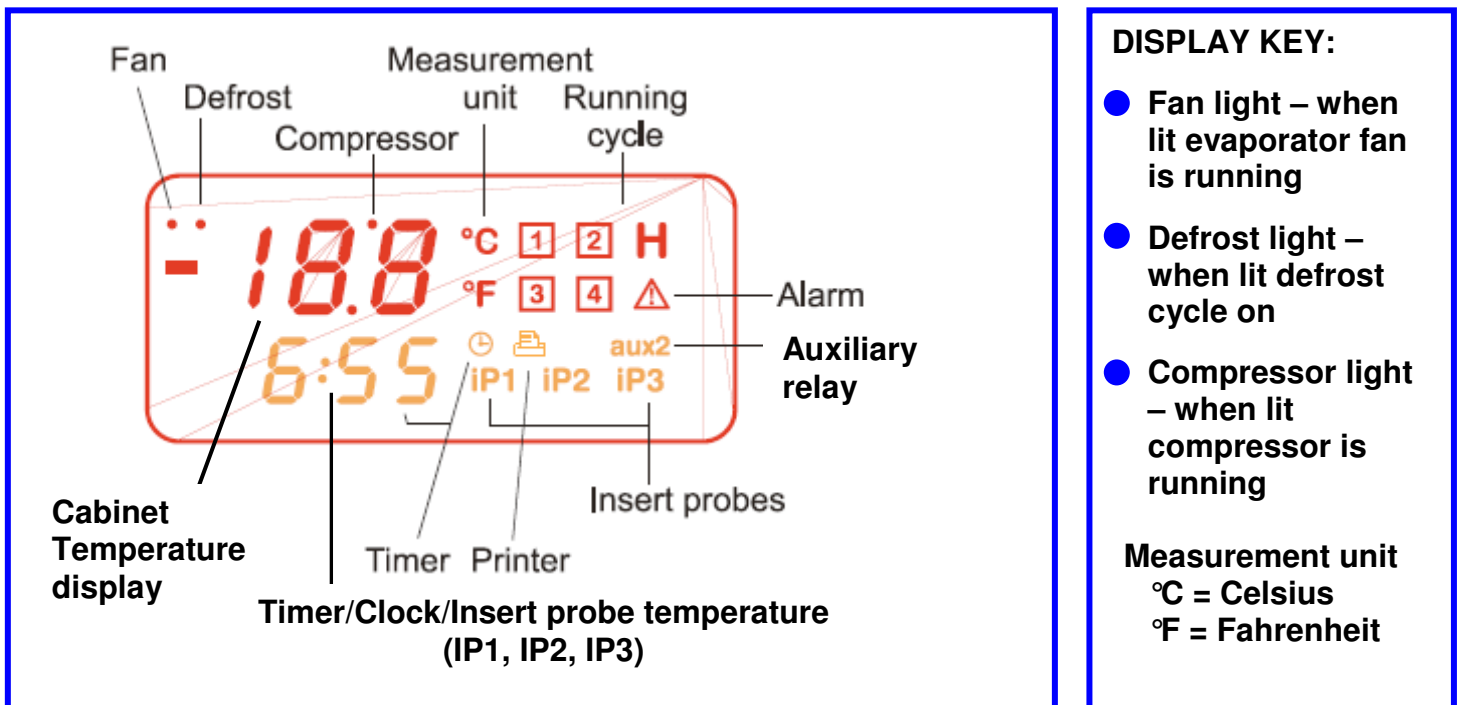 Fan
Defrost
Compressor
Measurement
unit
Running
cycle
18.8
°C 1 2 H
°F 3 4
Alarm
6:55
aux2
iP1 iP2 iP3
Auxiliary
relay
Insert probes
Cabinet
Temperature
display
Timer Printer
Timer/Clock/Insert probe temperature
(IP1, IP2, IP3)
DISPLAY KEY:
Fan light – when
lit evaporator fan
is running
Defrost light –
when lit defrost
cycle on
Compressor light
– when lit
compressor is
running
Measurement unit
°C = Celsius
°F = Fahrenheit